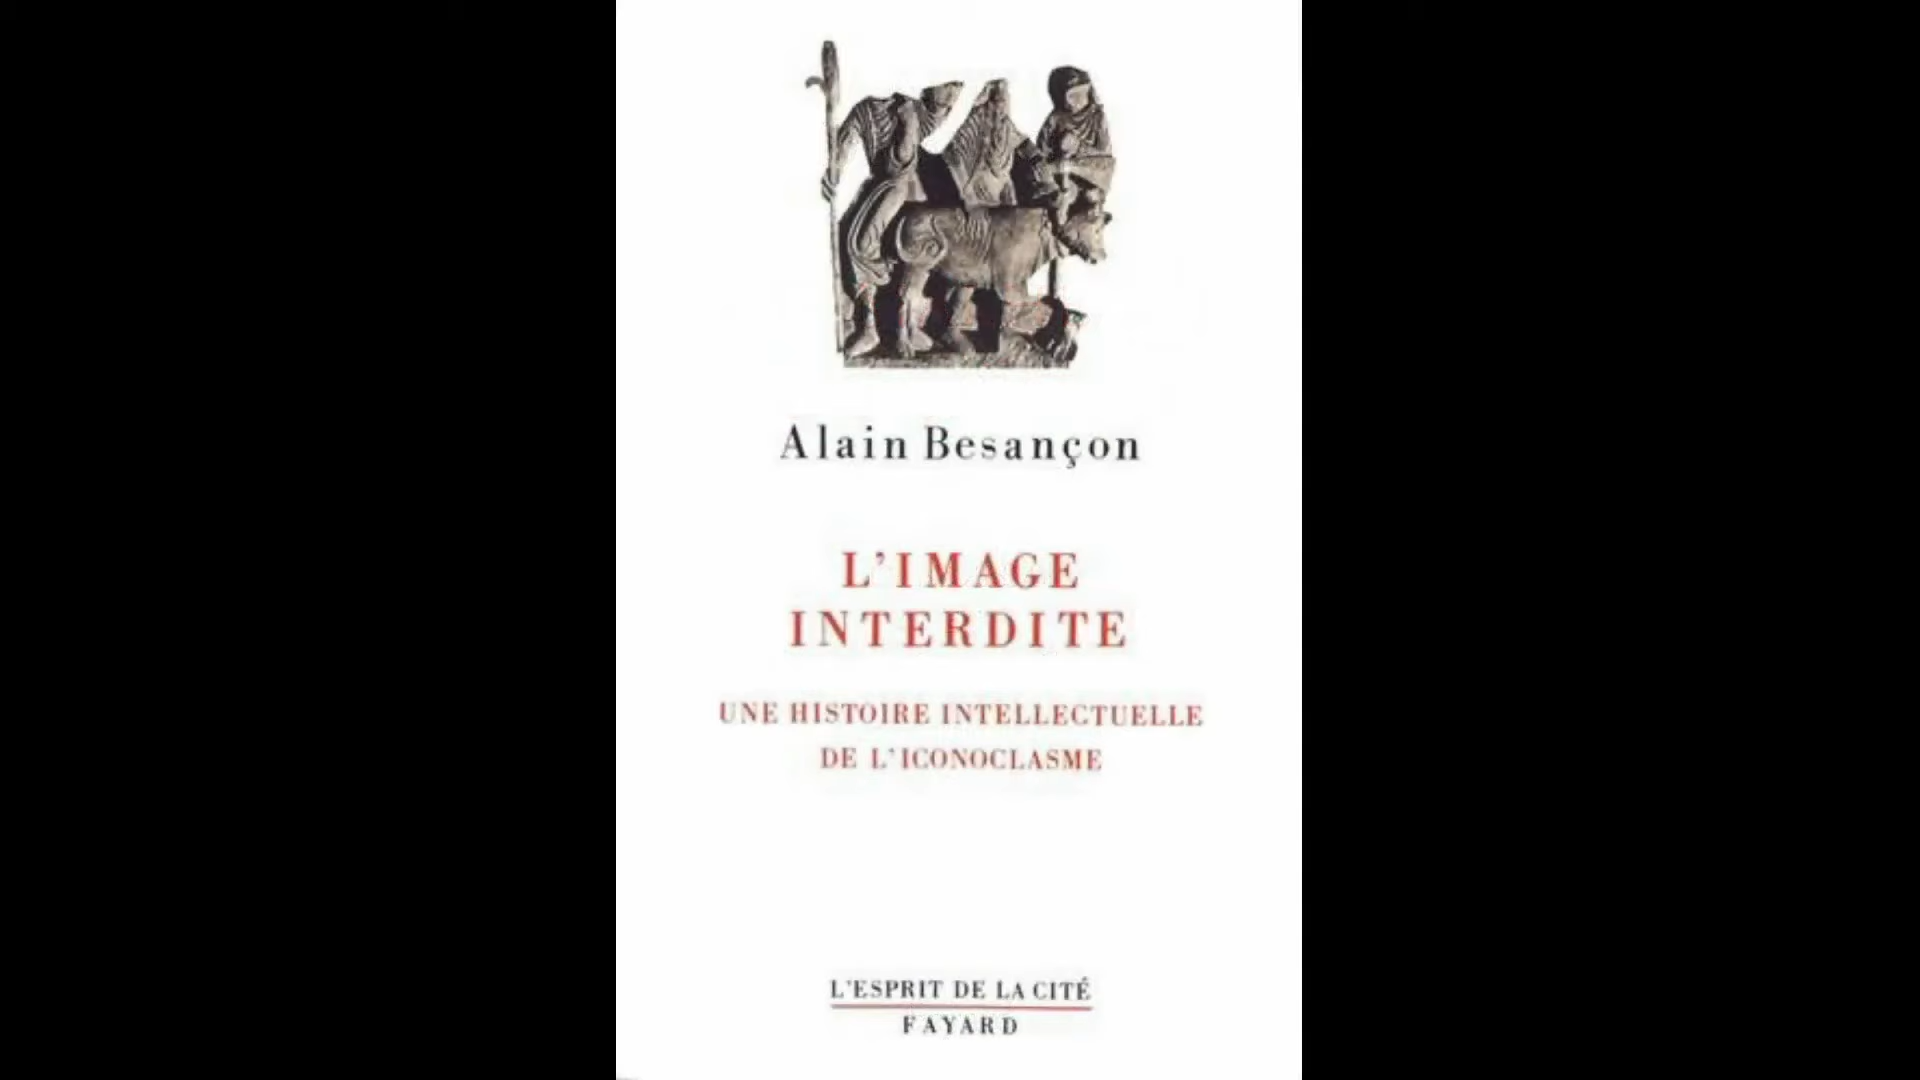 Alain Besançon
L'IMAGE
INTERDITE
UNE HISTOIRE INTELLECTUELLE
DE L'ICONOCLASME
L'ESPRIT DE LA CITÉ
FAYARD